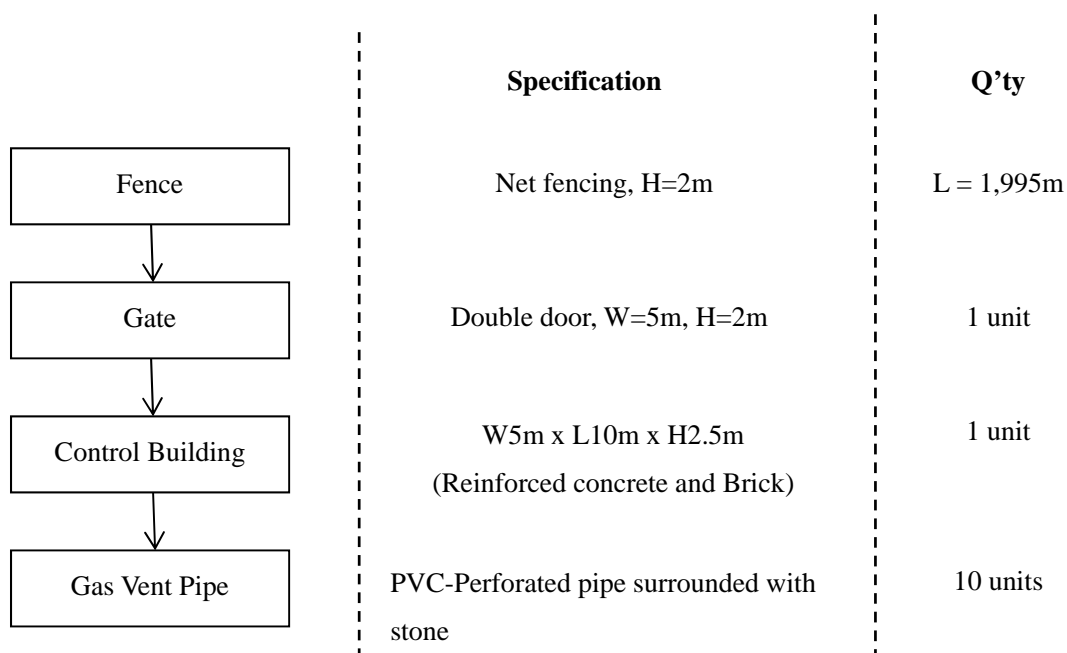 Specification Q’ty
Fence Net fencing, H=2m L = 1,995m
Gate Double door, W=5m, H=2m 1 unit
Control Building W5m x L10m x H2.5m 1 unit
(Reinforced concrete and Brick)
Gas Vent Pipe PVC-Perforated pipe surrounded with 10 units
stone